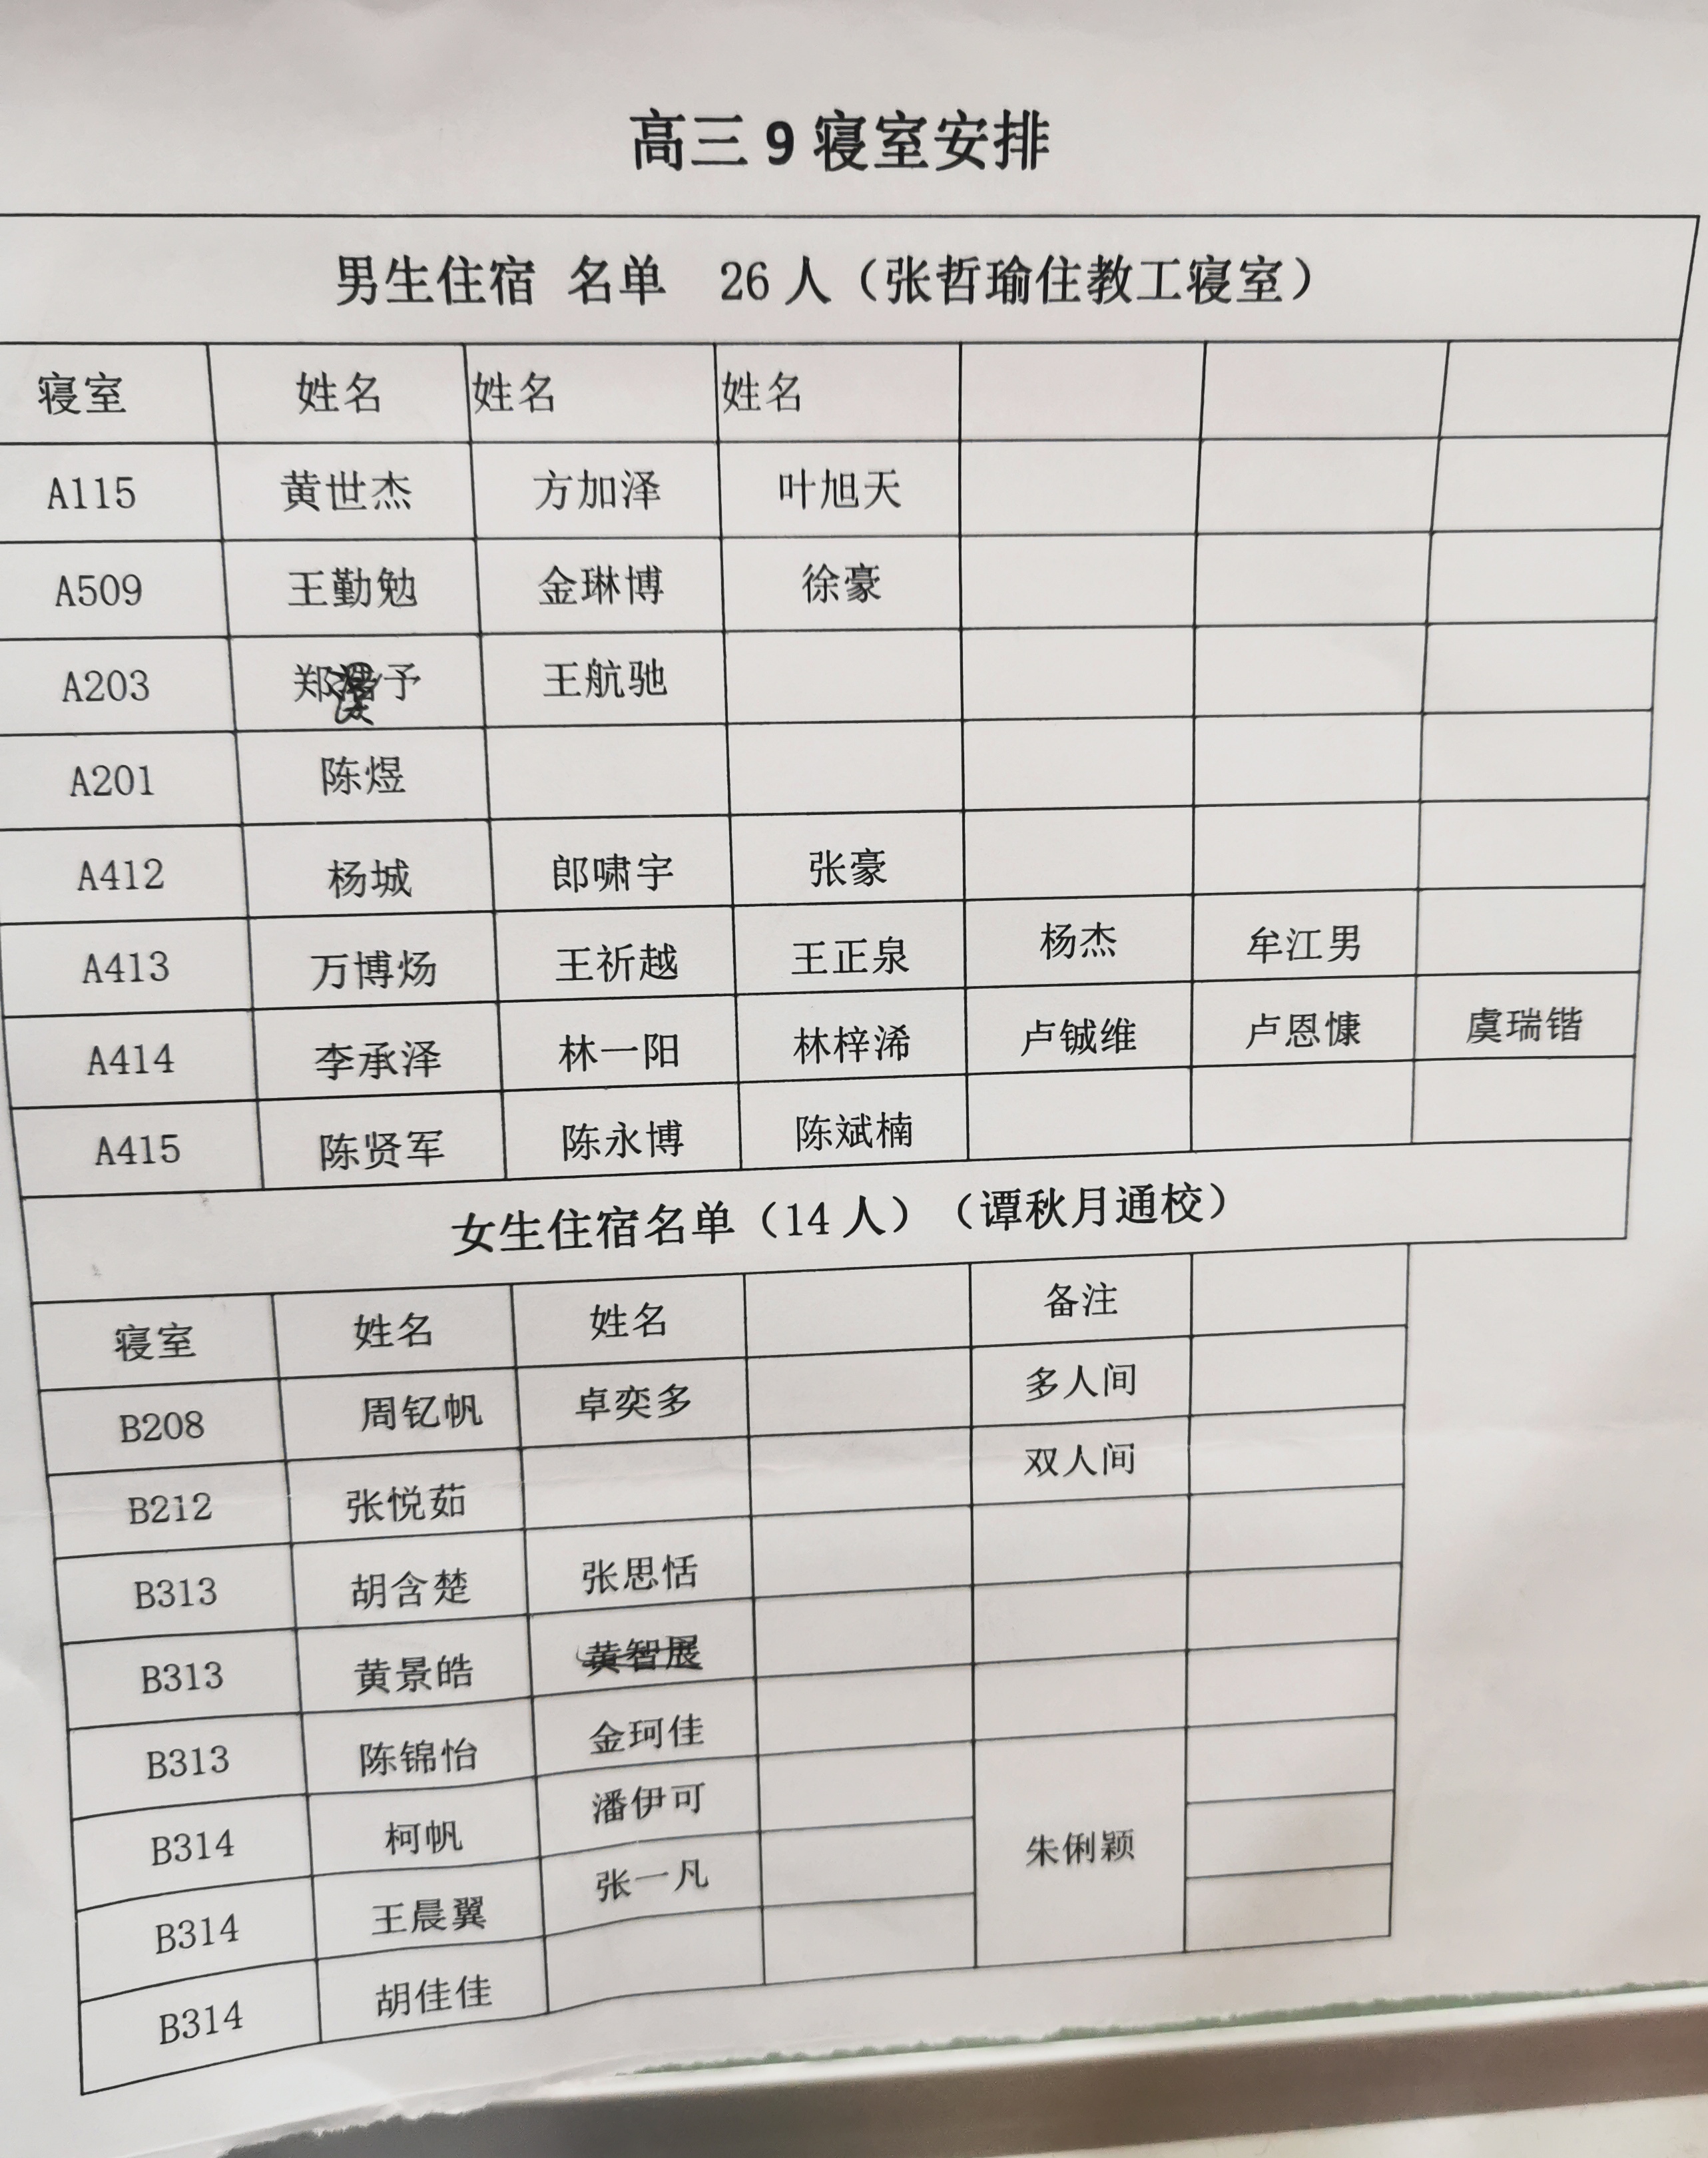 高三9寝室安排
男生住宿 名单 26人（张哲瑜住教工寝室）
寝室 姓名 姓名 姓名
A115 黄世杰 方加泽 叶旭天
A509 王勤勉 金琳博 徐豪
A203 郑 予 王航驰
A201 陈煜
A412 杨城 郎啸宇 张豪
A413 万博炀 王祈越 王正泉 杨杰 牟江男
A414 李承泽 林一阳 林梓浠 卢铖维 卢恩慷 虞瑞锴
A415 陈贤军 陈永博 陈斌楠
女生住宿名单（14人）（谭秋月通校）
寝室 姓名 姓名 备注
B208 周钇帆 卓奕多 多人间
B212 张悦茹 双人间
B313 胡含楚 张思恬
B313 黄景皓 黄智展
B313 陈锦怡 金珂佳
B314 柯帆 潘伊可 朱俐颖
B314 王晨翼 张一凡
B314 胡佳佳